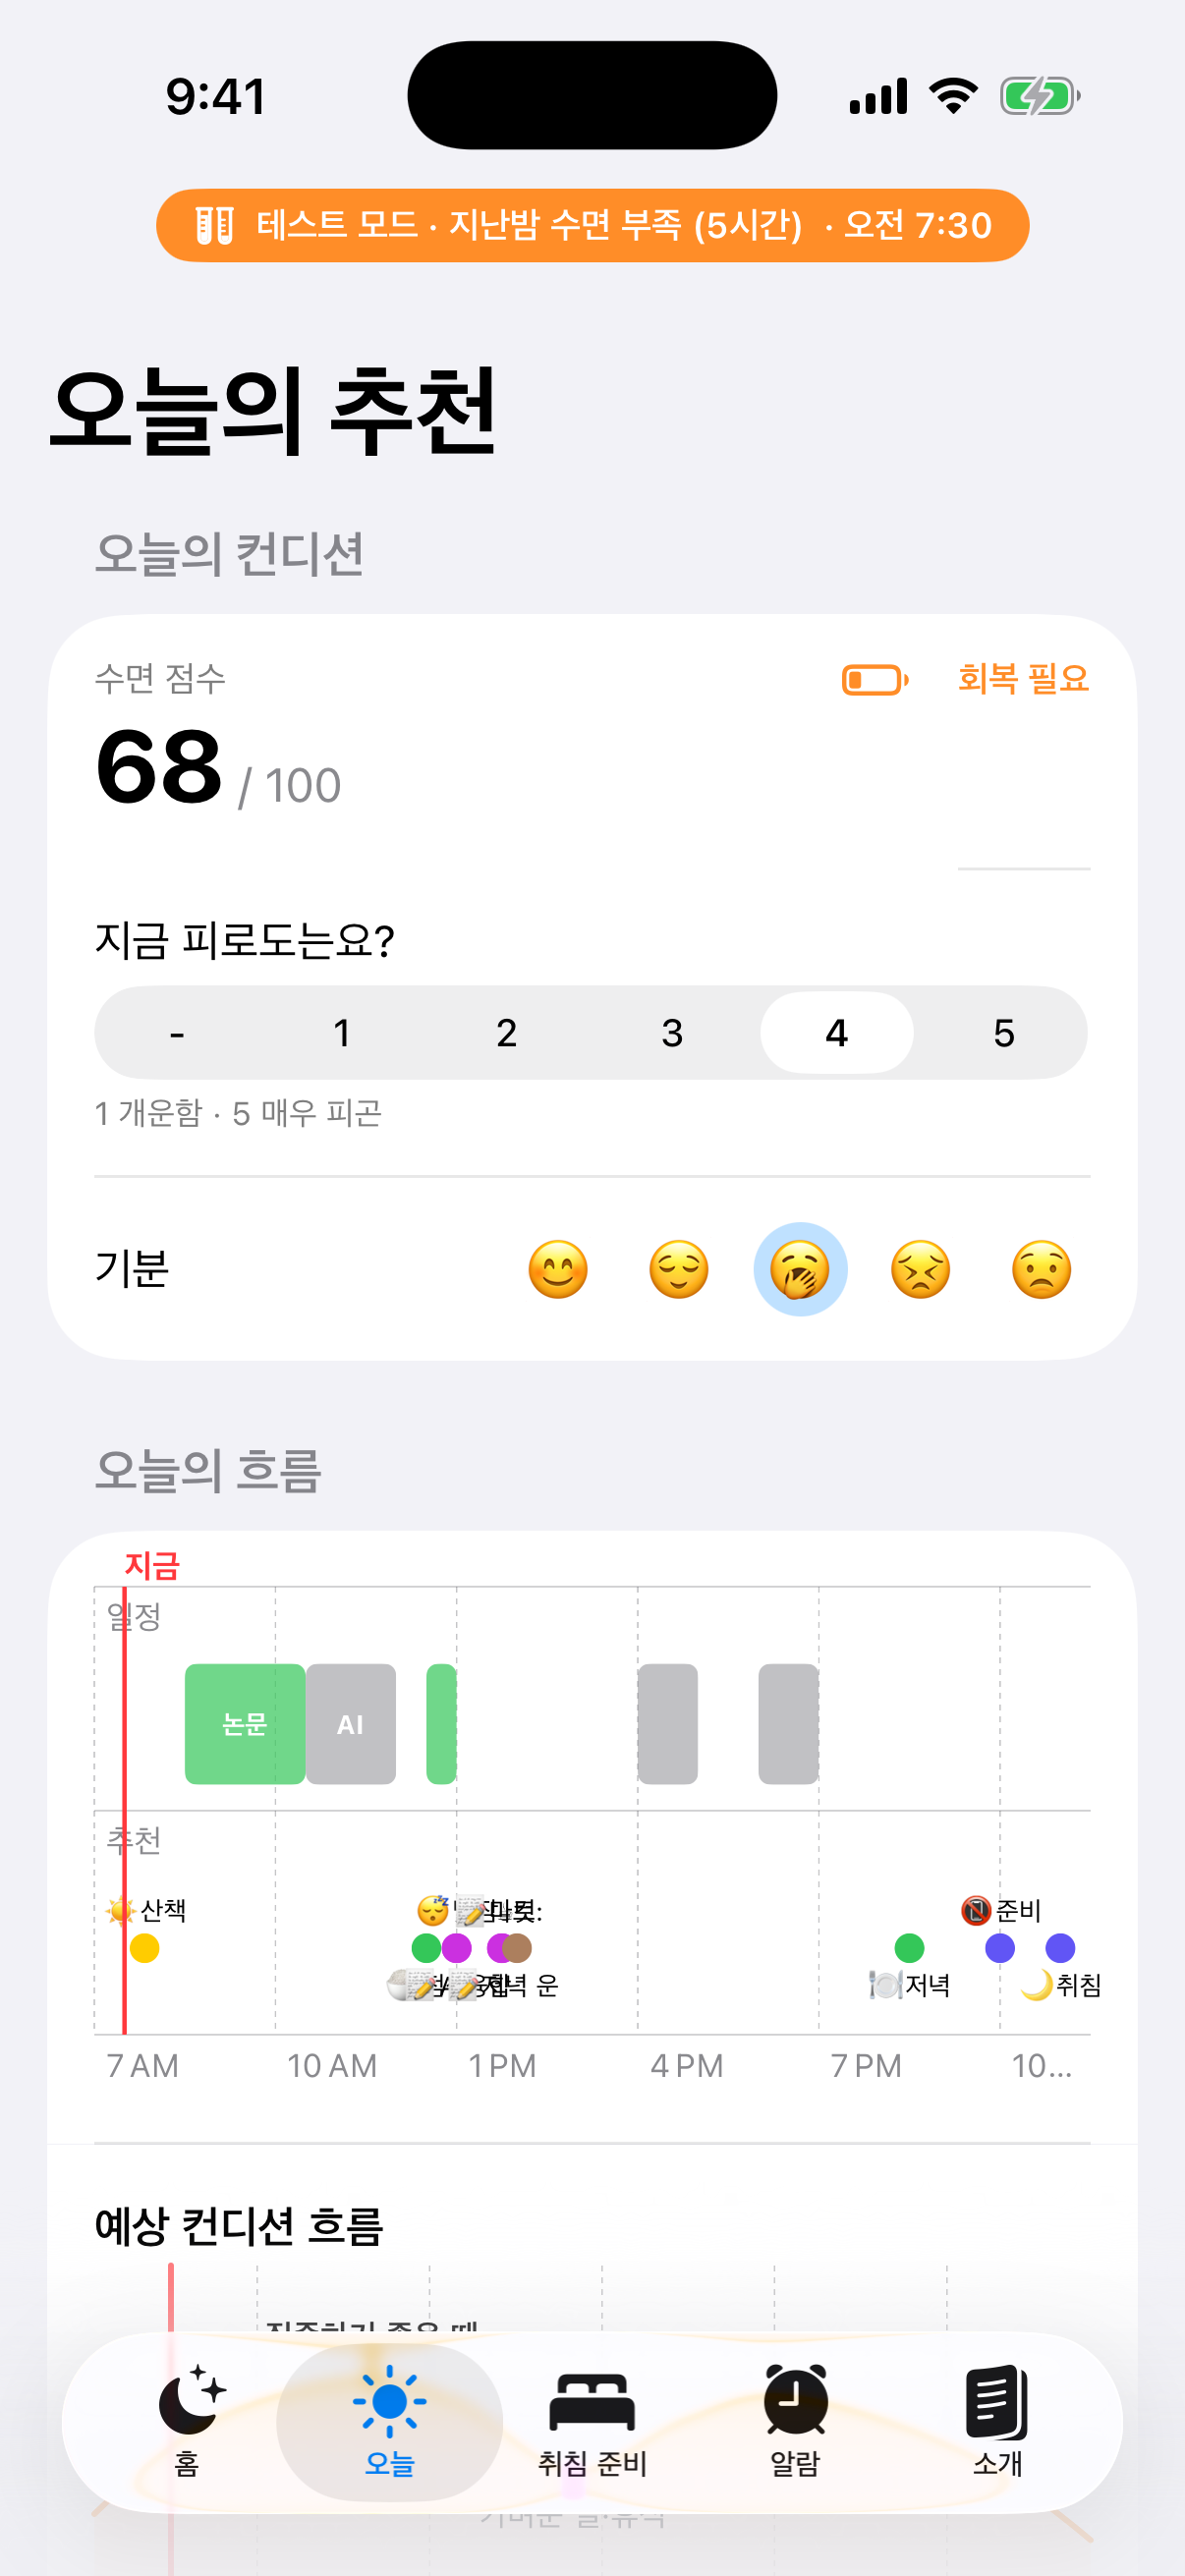 9:41
테스트 모드 · 지난밤 수면 부족 (5시간) · 오전 7:30
오늘의 추천
오늘의 컨디션
수면 점수
회복 필요
68 / 100
지금 피로도는요?
- 1 2 3 4 5
1 개운함 · 5 매우 피곤
기분
오늘의 흐름
지금
일정
논문 AI
추천
산책
준비
저녁 취침
7 AM 10 AM 1 PM 4 PM 7 PM 10...
예상 컨디션 흐름
홈 오늘 취침 준비 알람 소개